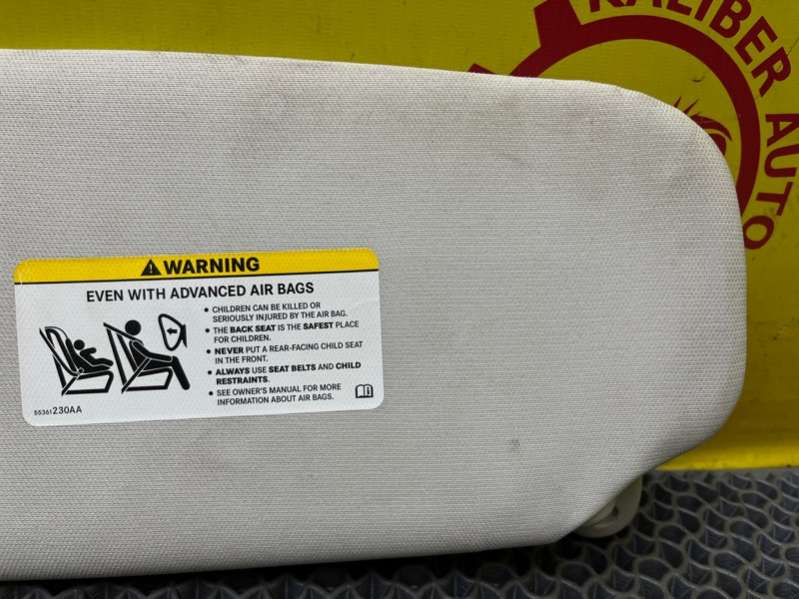 KALIBER AUTO
WARNING
EVEN WITH ADVANCED AIR BAGS
• CHILDREN CAN BE KILLED OR
SERIOUSLY INJURED BY THE AIR BAG.
• THE BACK SEAT IS THE SAFEST PLACE
FOR CHILDREN.
• NEVER PUT A REAR-FACING CHILD SEAT
IN THE FRONT.
• ALWAYS USE SEAT BELTS AND CHILD
RESTRAINTS.
• SEE OWNER'S MANUAL FOR MORE
INFORMATION ABOUT AIR BAGS.
55361230AA